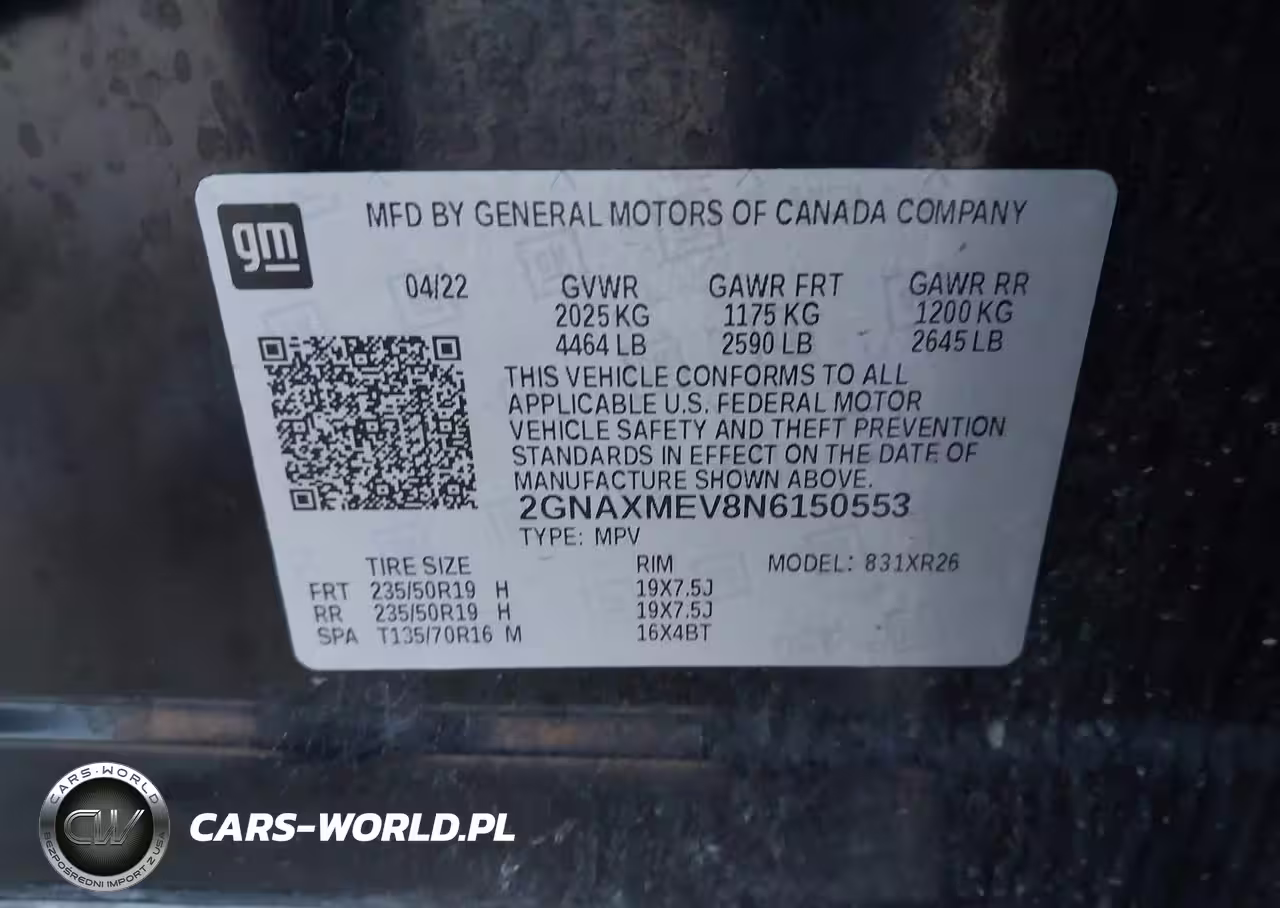 gm
MFD BY GENERAL MOTORS OF CANADA COMPANY
04/22 GVWR GAWR FRT GAWR RR
2025 KG 1175 KG 1200 KG
4464 LB 2590 LB 2645 LB
THIS VEHICLE CONFORMS TO ALL
APPLICABLE U.S. FEDERAL MOTOR
VEHICLE SAFETY AND THEFT PREVENTION
STANDARDS IN EFFECT ON THE DATE OF
MANUFACTURE SHOWN ABOVE.
2GNAXMEV8N6150553
TYPE: MPV
TIRE SIZE RIM MODEL: 831XR26
FRT 235/50R19 H 19X7.5J
RR 235/50R19 H 19X7.5J
SPA T135/70R16 M 16X4BT
CARS-WORLD
CW
BEZPOŚREDNI IMPORT Z USA
CARS-WORLD.PL